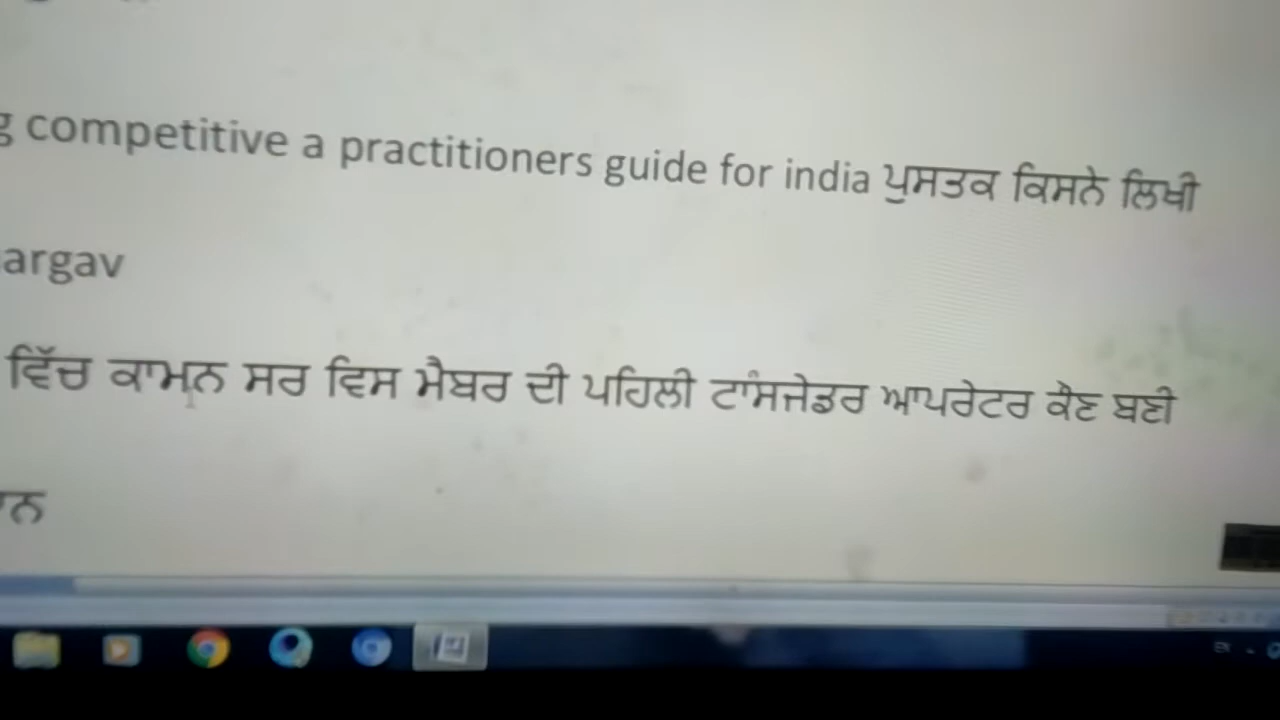 competitive a practitioners guide for india ਪੁਸਤਕ ਕਿਸਨੇ ਲਿਖੀ
argav
ਵਿੱਚ ਕਾਮਨ ਸਰ ਵਿਸ ਮੈਬਰ ਦੀ ਪਹਿਲੀ ਟਾਂਸਜੇਡਰ ਆਪਰੇਟਰ ਕੌਣ ਬਣੀ